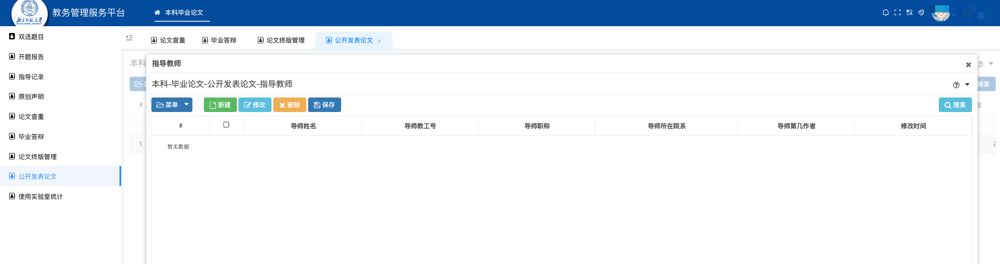 北京师范大学
BEIJING NORMAL UNIVERSITY
教务管理服务平台
本科毕业论文
双选题目
开题报告
指导记录
原创声明
论文查重
毕业答辩
论文终版管理
公开发表论文
使用实验室统计
论文查重 毕业答辩 论文终版管理 公开发表论文 ×
本科
指导教师
本科-毕业论文-公开发表论文-指导教师
菜单 新建 修改 删除 保存 搜索
搜索
# 导师姓名 导师教工号 导师职称 导师所在院系 导师第几作者 修改时间
# 型
暂无数据
1 2